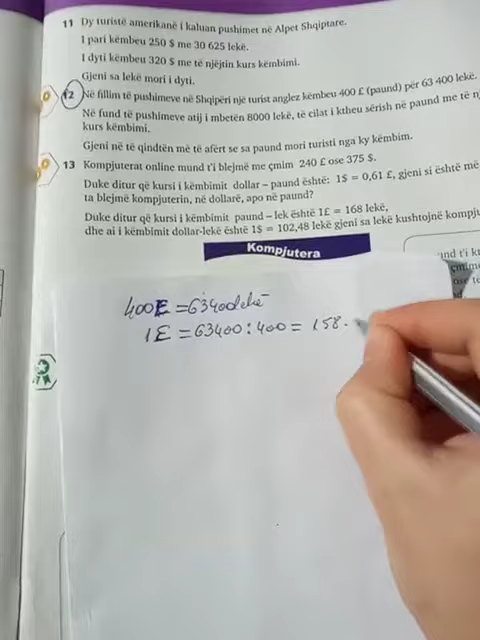 11 Dy turistë amerikanë i kaluan pushimet në Alpet Shqiptare.
I pari këmbeu 250 $ me 30 625 lekë.
I dyti këmbeu 320 $ me të njëjtin kurs këmbimi.
Gjeni sa lekë mori i dyti.
12 Në fillim të pushimeve në Shqipëri një turist anglez këmbeu 400 £ (paund) për 63 400 lekë.
Në fund të pushimeve atij i mbetën 8000 lekë, të cilat i ktheu sërish në paund me të
kurs këmbimi.
Gjeni në të qindtën më të afërt se sa paund mori turisti nga ky këmbim.
13 Kompjuterat online mund t'i blejmë me çmim 240 £ ose 375 $.
Duke ditur që kursi i këmbimit dollar – paund është: 1$ = 0,61 £, gjeni si është më
ta blejmë kompjuterin, në dollarë, apo në paund?
Duke ditur që kursi i këmbimit paund – lek është 1£ = 168 lekë,
dhe ai i këmbimit dollar-lekë është 1$ = 102,48 lekë gjeni sa lekë kushtojnë
Kompjutera
400£ = 63400lekë
1£ = 63400 : 400 = 158.